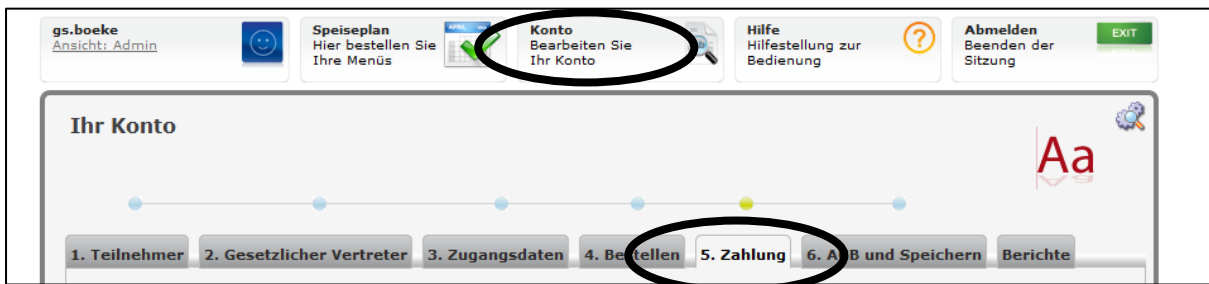 gs.boeke
Ansicht: Admin
Speiseplan
Hier bestellen Sie
Ihre Menüs
APRIL
Konto
Bearbeiten Sie
Ihr Konto
Hilfe
Hilfestellung zur
Bedienung
?
Abmelden
Beenden der
Sitzung
EXIT
Ihr Konto
Aa
1. Teilnehmer 2. Gesetzlicher Vertreter 3. Zugangsdaten 4. Bestellen 5. Zahlung 6. AGB und Speichern Berichte